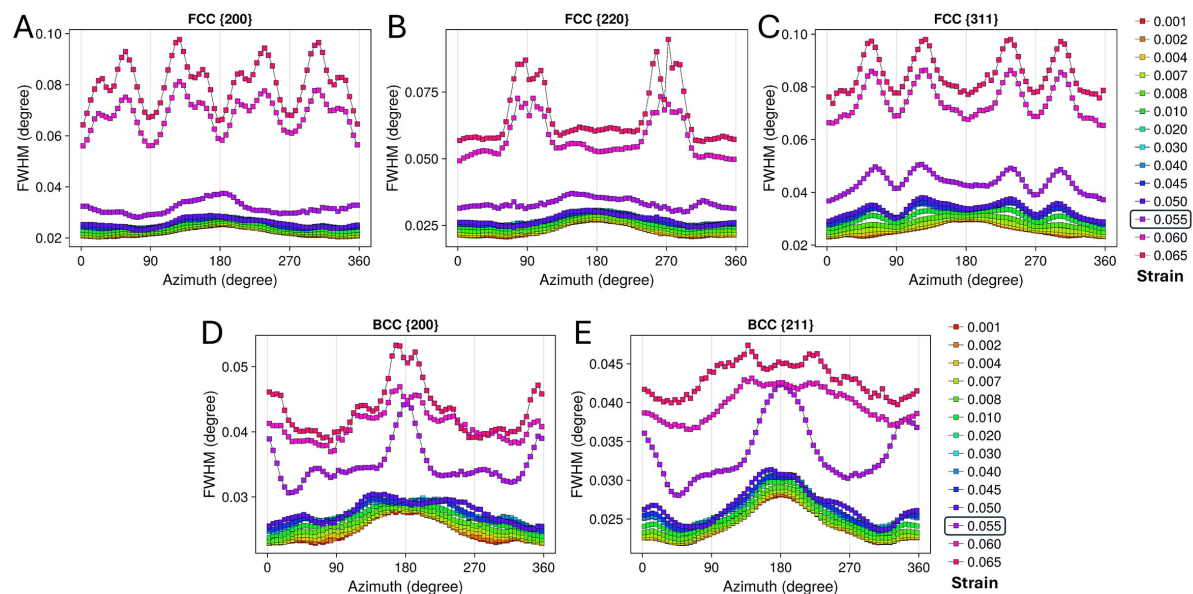 A
FCC {200}
FWHM (degree)
0.10
0.08
0.06
0.04
0.02
0 90 180 270 360
Azimuth (degree)
B
FCC {220}
FWHM (degree)
0.075
0.050
0.025
0 90 180 270 360
Azimuth (degree)
C
FCC {311}
FWHM (degree)
0.10
0.08
0.06
0.04
0.02
0 90 180 270 360
Azimuth (degree)
0.001
0.002
0.004
0.007
0.008
0.010
0.020
0.030
0.040
0.045
0.050
0.055
0.060
0.065
Strain
D
BCC {200}
FWHM (degree)
0.05
0.04
0.03
0 90 180 270 360
Azimuth (degree)
E
BCC {211}
FWHM (degree)
0.045
0.040
0.035
0.030
0.025
0 90 180 270 360
Azimuth (degree)
0.001
0.002
0.004
0.007
0.008
0.010
0.020
0.030
0.040
0.045
0.050
0.055
0.060
0.065
Strain